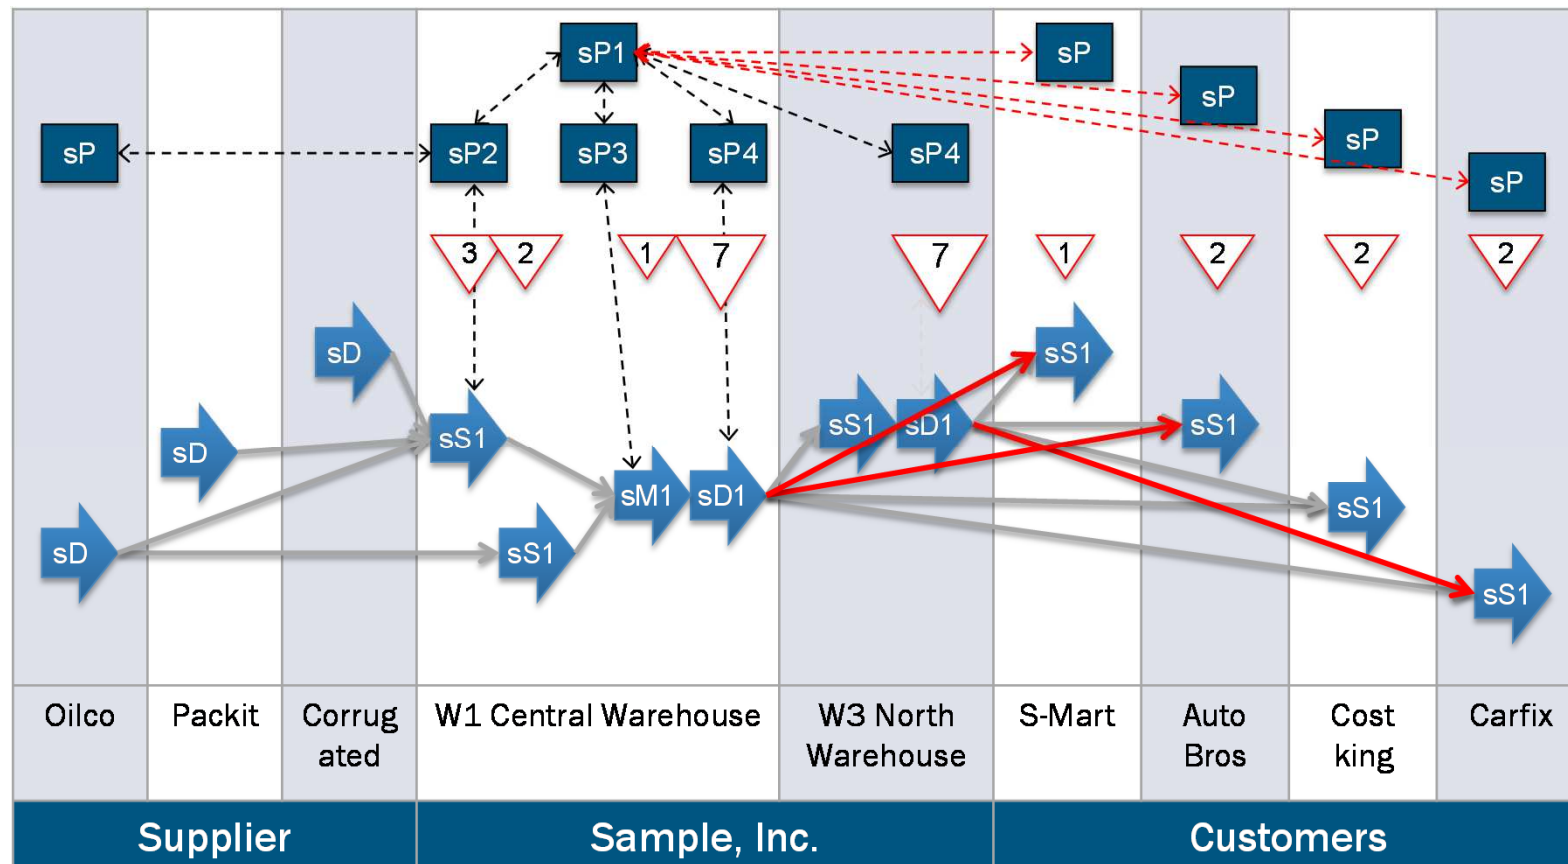 sP1
sP
sP
sP
sP
sP
sP2
sP3
sP4
sP4
3
2
1
7
7
1
2
2
2
sD
sS1
sD
sS1
sS1
sD1
sS1
sM1
sD1
sS1
sD
sS1
sS1
Oilco
Packit
Corrug
ated
W1 Central Warehouse
W3 North
Warehouse
S-Mart
Auto
Bros
Cost
king
Carfix
Supplier
Sample, Inc.
Customers